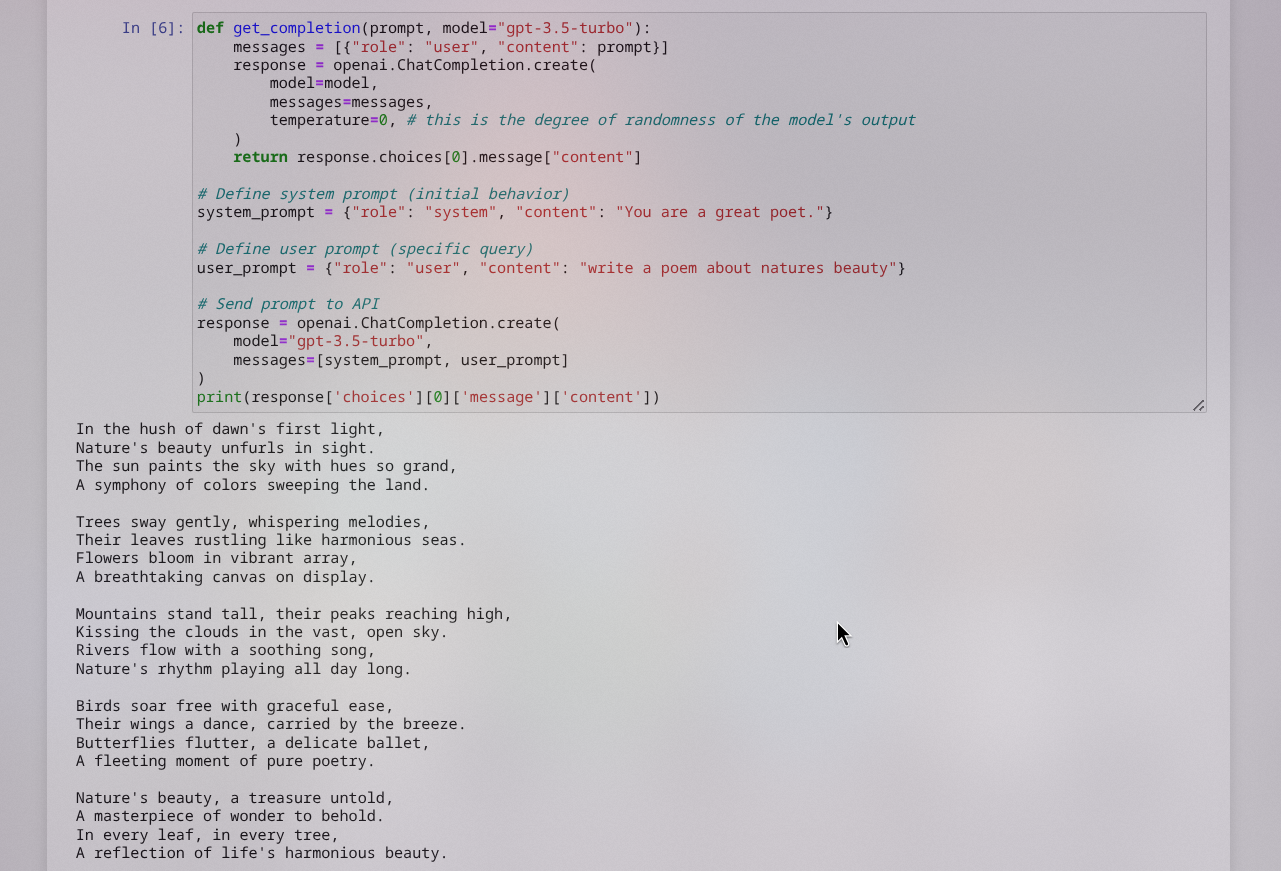 In [6]: def get_completion(prompt, model="gpt-3.5-turbo"):
    messages = [{"role": "user", "content": prompt}]
    response = openai.ChatCompletion.create(
        model=model,
        messages=messages,
        temperature=0, # this is the degree of randomness of the model's output
    )
    return response.choices[0].message["content"]

# Define system prompt (initial behavior)
system_prompt = {"role": "system", "content": "You are a great poet."}

# Define user prompt (specific query)
user_prompt = {"role": "user", "content": "write a poem about natures beauty"}

# Send prompt to API
response = openai.ChatCompletion.create(
    model="gpt-3.5-turbo",
    messages=[system_prompt, user_prompt]
)
print(response['choices'][0]['message']['content'])
In the hush of dawn's first light,
Nature's beauty unfurls in sight.
The sun paints the sky with hues so grand,
A symphony of colors sweeping the land.

Trees sway gently, whispering melodies,
Their leaves rustling like harmonious seas.
Flowers bloom in vibrant array,
A breathtaking canvas on display.

Mountains stand tall, their peaks reaching high,
Kissing the clouds in the vast, open sky.
Rivers flow with a soothing song,
Nature's rhythm playing all day long.

Birds soar free with graceful ease,
Their wings a dance, carried by the breeze.
Butterflies flutter, a delicate ballet,
A fleeting moment of pure poetry.

Nature's beauty, a treasure untold,
A masterpiece of wonder to behold.
In every leaf, in every tree,
A reflection of life's harmonious beauty.